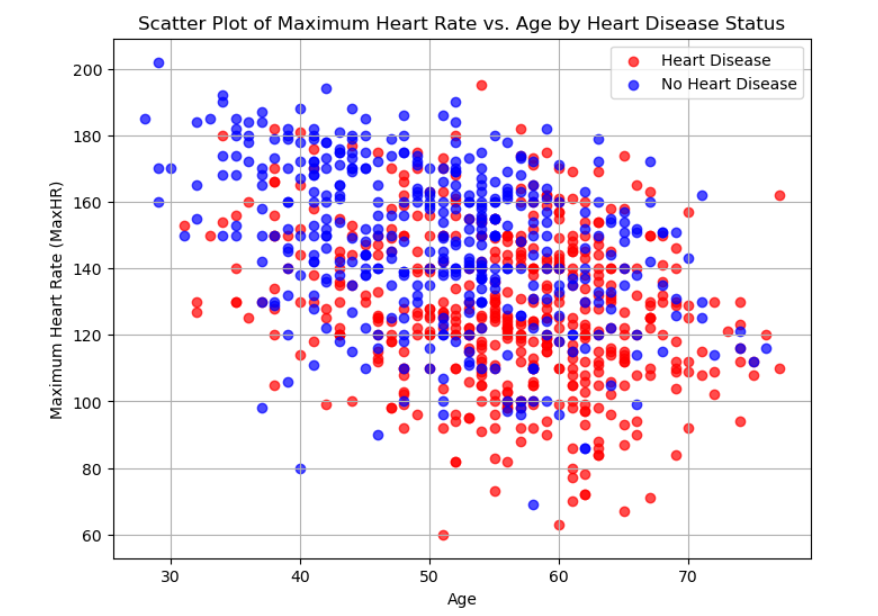 Scatter Plot of Maximum Heart Rate vs. Age by Heart Disease Status
Heart Disease
No Heart Disease
Maximum Heart Rate (MaxHR)
200
180
160
140
120
100
80
60
30 40 50 60 70
Age